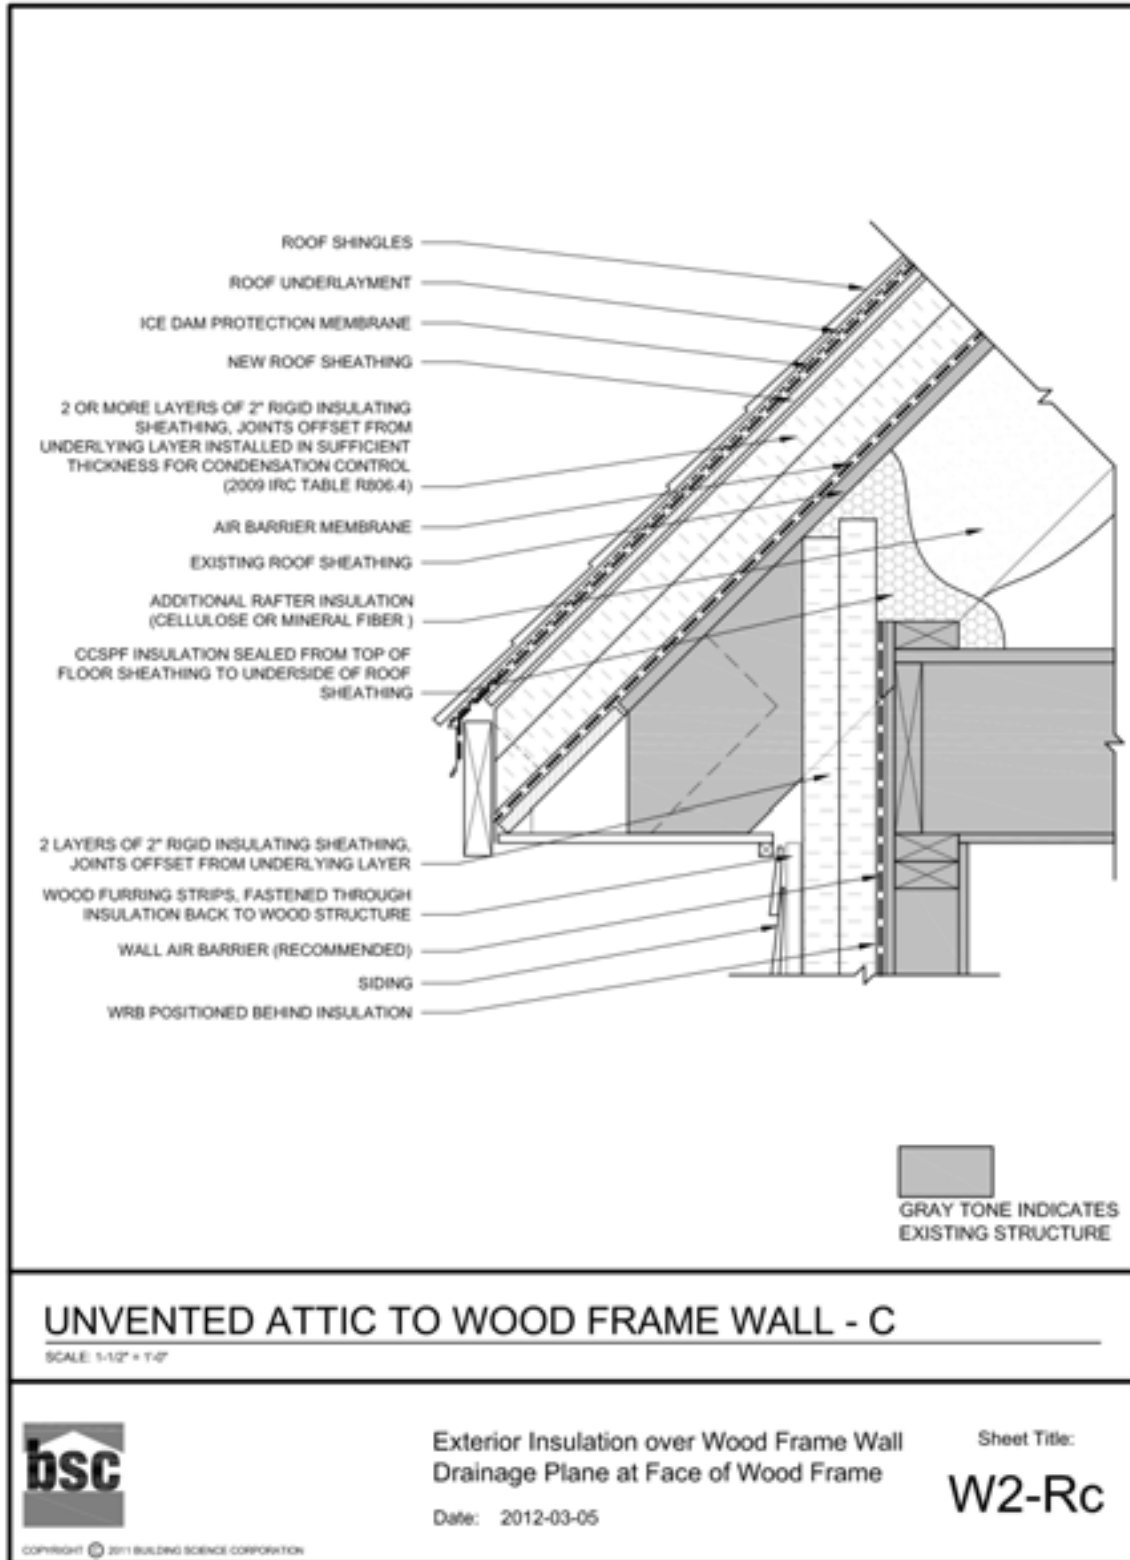 ROOF SHINGLES
ROOF UNDERLAYMENT
ICE DAM PROTECTION MEMBRANE
NEW ROOF SHEATHING
2 OR MORE LAYERS OF 2" RIGID INSULATING
SHEATHING, JOINTS OFFSET FROM
UNDERLYING LAYER INSTALLED IN SUFFICIENT
THICKNESS FOR CONDENSATION CONTROL
(2009 IRC TABLE R806.4)
AIR BARRIER MEMBRANE
EXISTING ROOF SHEATHING
ADDITIONAL RAFTER INSULATION
(CELLULOSE OR MINERAL FIBER )
CCSPF INSULATION SEALED FROM TOP OF
FLOOR SHEATHING TO UNDERSIDE OF ROOF
SHEATHING
2 LAYERS OF 2" RIGID INSULATING SHEATHING,
JOINTS OFFSET FROM UNDERLYING LAYER
WOOD FURRING STRIPS, FASTENED THROUGH
INSULATION BACK TO WOOD STRUCTURE
WALL AIR BARRIER (RECOMMENDED)
SIDING
WRB POSITIONED BEHIND INSULATION
GRAY TONE INDICATES
EXISTING STRUCTURE
UNVENTED ATTIC TO WOOD FRAME WALL - C
SCALE: 1-1/2" = 1'-0"
bsc
COPYRIGHT © 2011 BUILDING SCIENCE CORPORATION
Exterior Insulation over Wood Frame Wall
Drainage Plane at Face of Wood Frame
Date: 2012-03-05
Sheet Title:
W2-Rc